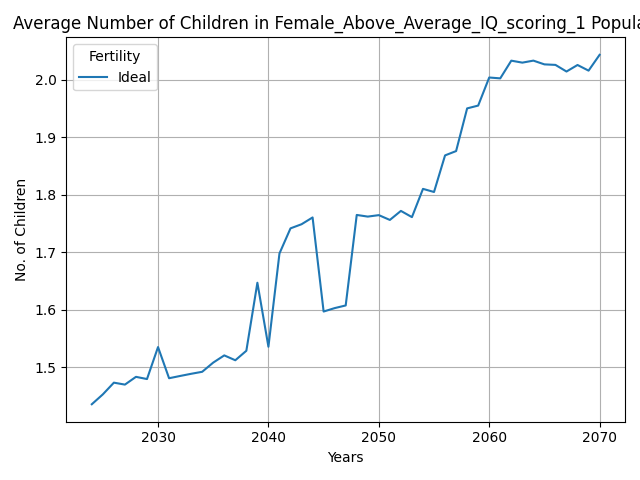 Average Number of Children in Female_Above_Average_IQ_scoring_1 Popula
Fertility
Ideal
No. of Children
2.0
1.9
1.8
1.7
1.6
1.5
2030 2040 2050 2060 2070
Years